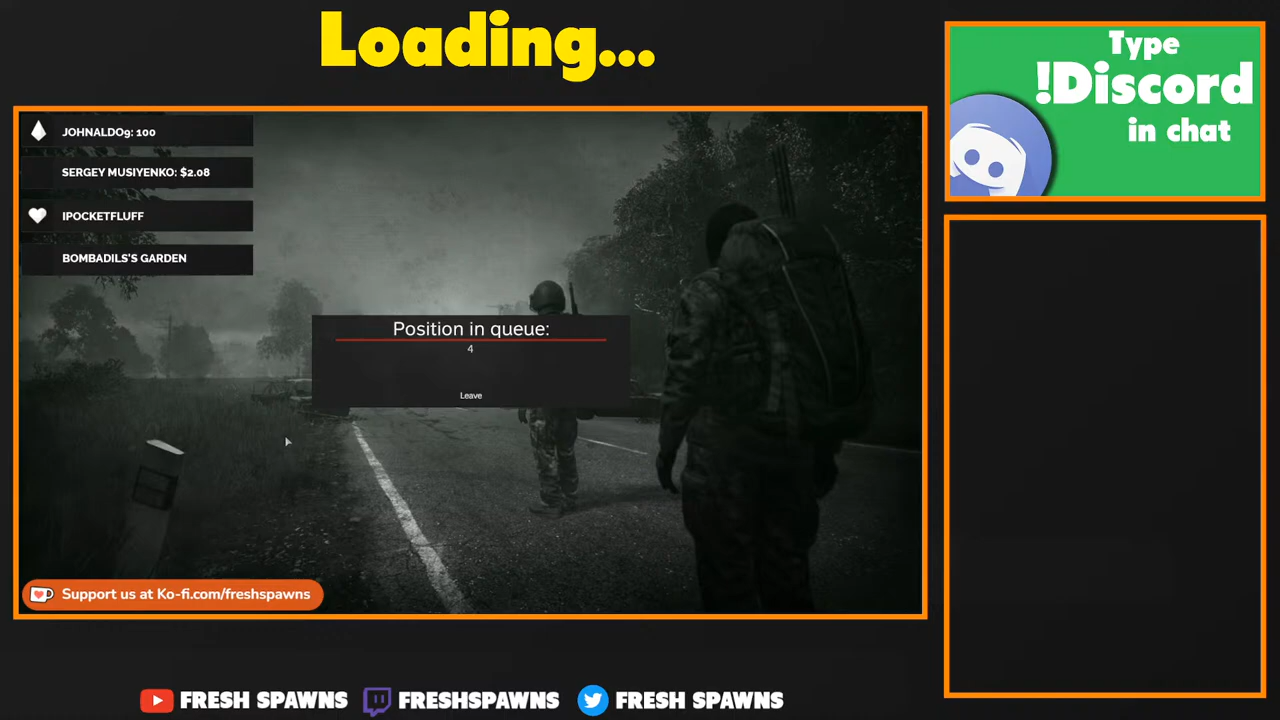 Loading...
Type
!Discord
in chat
JOHNALDO9: 100
SERGEY MUSIYENKO: $2.08
IPOCKETFLUFF
BOMBADILS'S GARDEN
Position in queue:
4
Leave
Support us at Ko-fi.com/freshspawns
FRESH SPAWNS FRESHSPAWNS FRESH SPAWNS